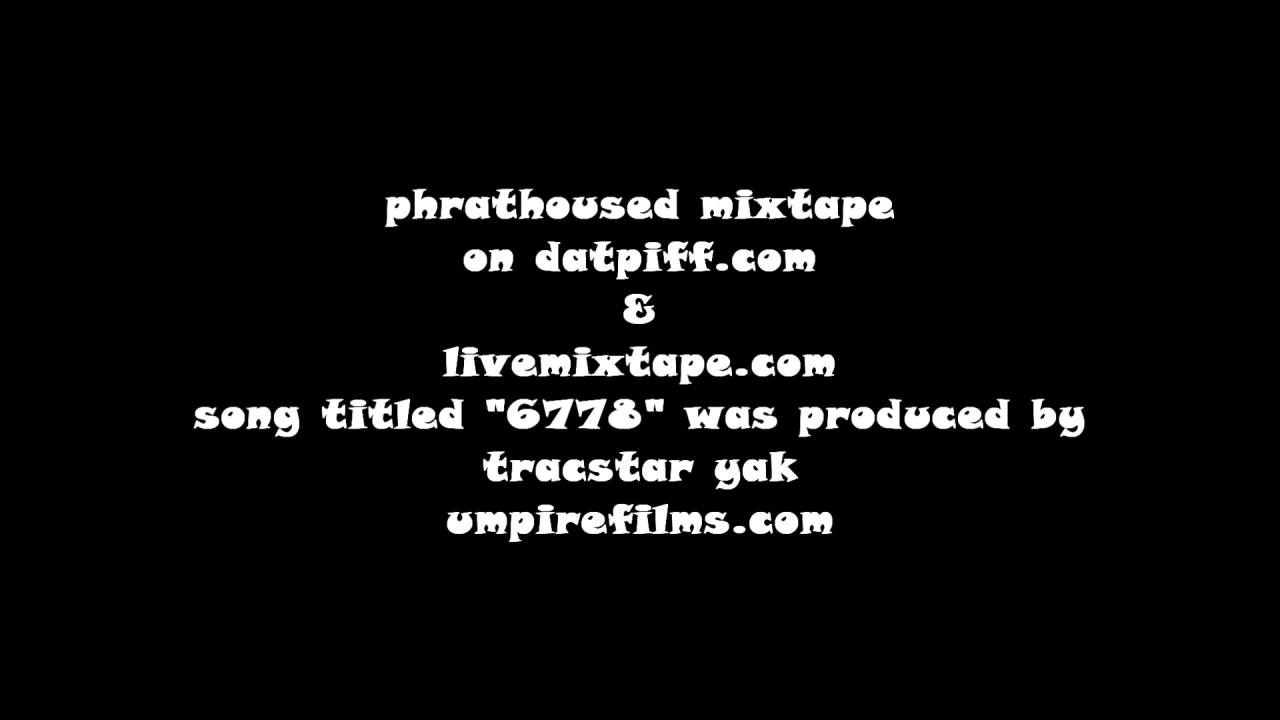 phrathoused mixtape
on datpiff.com
&
livemixtape.com
song titled "6778" was produced by
tracstar yak
umpirefilms.com